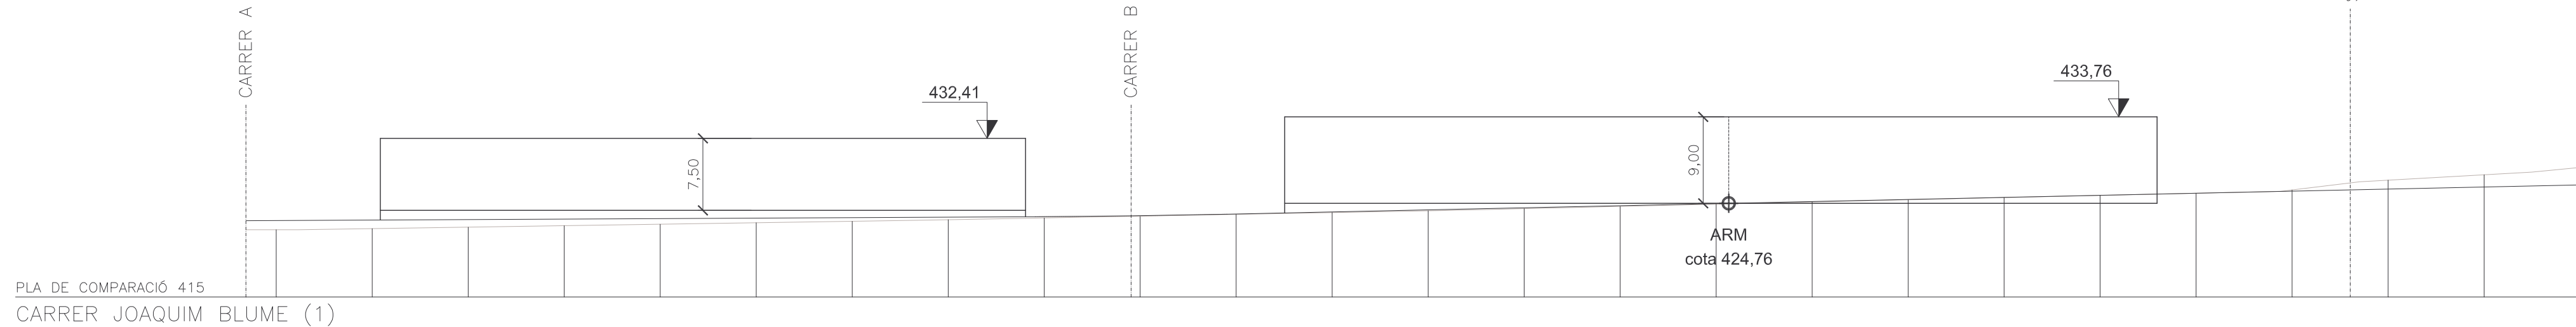 CARRER A
CARRER B
432,41
433,76
7,50
9,00
ARM
cota 424,76
PLA DE COMPARACIÓ 415
CARRER JOAQUIM BLUME (1)